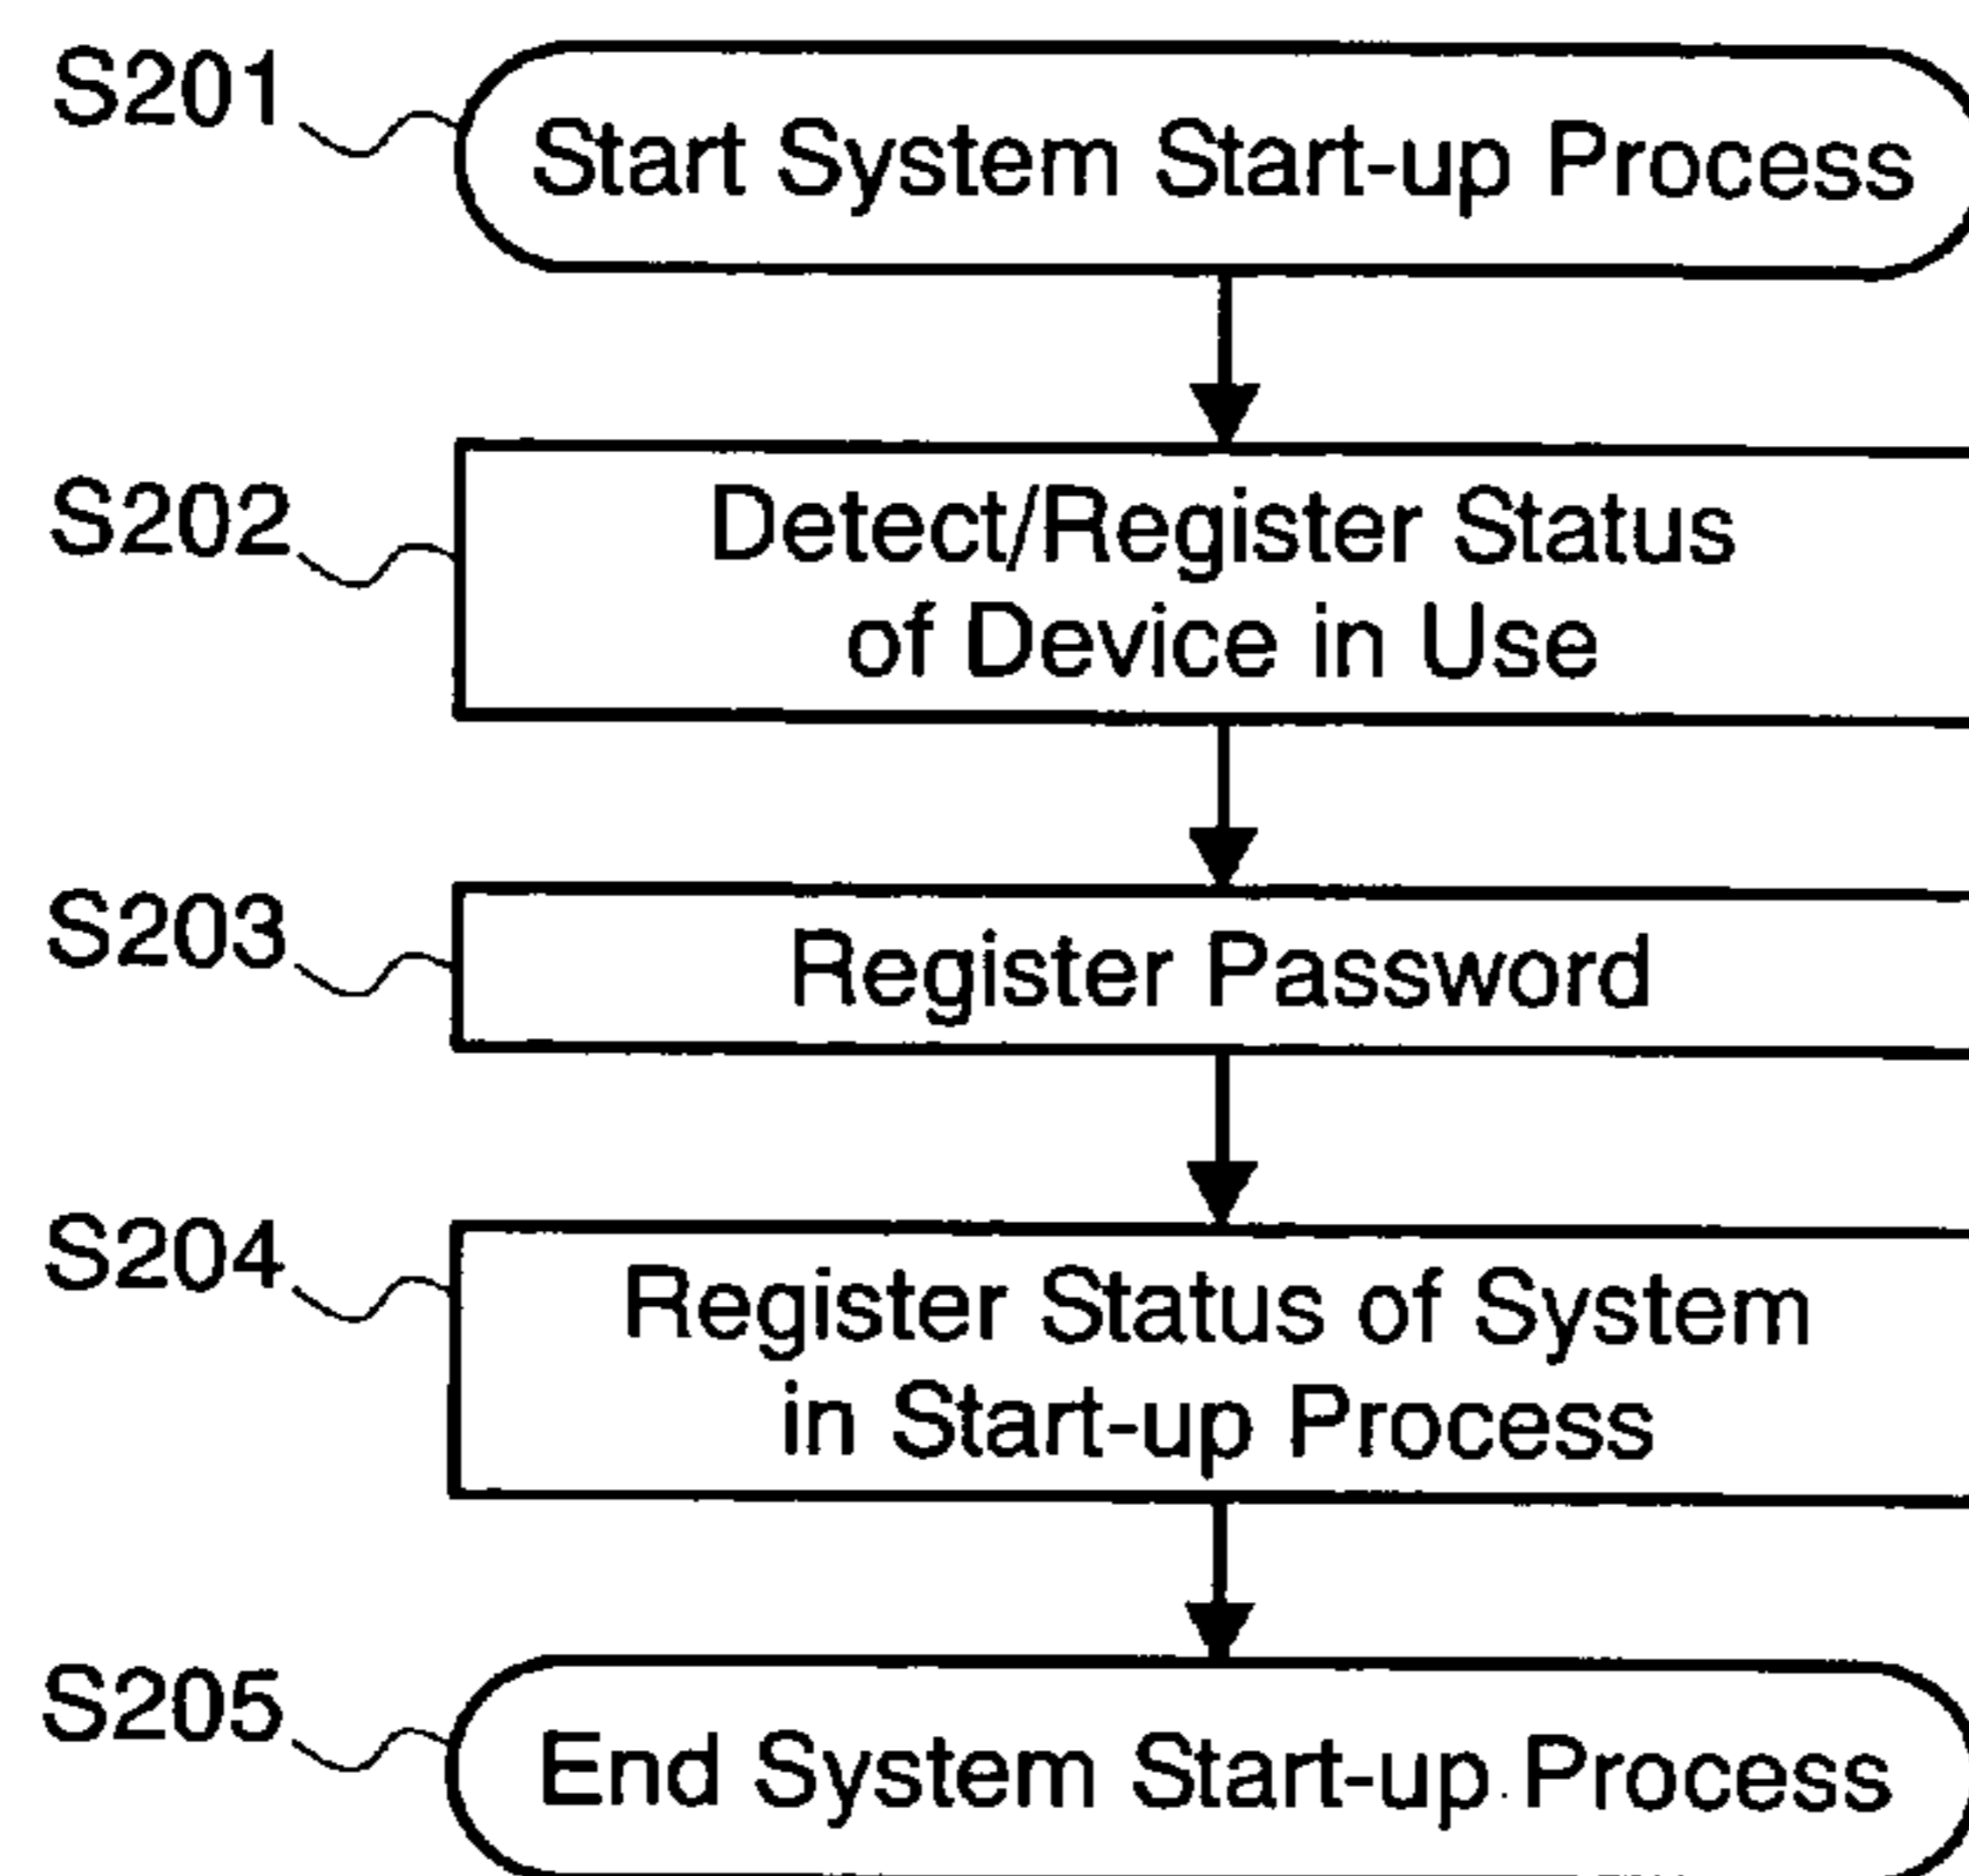 S201
Start System Start-up Process
S202
Detect/Register Status
of Device in Use
S203
Register Password
S204
Register Status of System
in Start-up Process
S205
End System Start-up Process